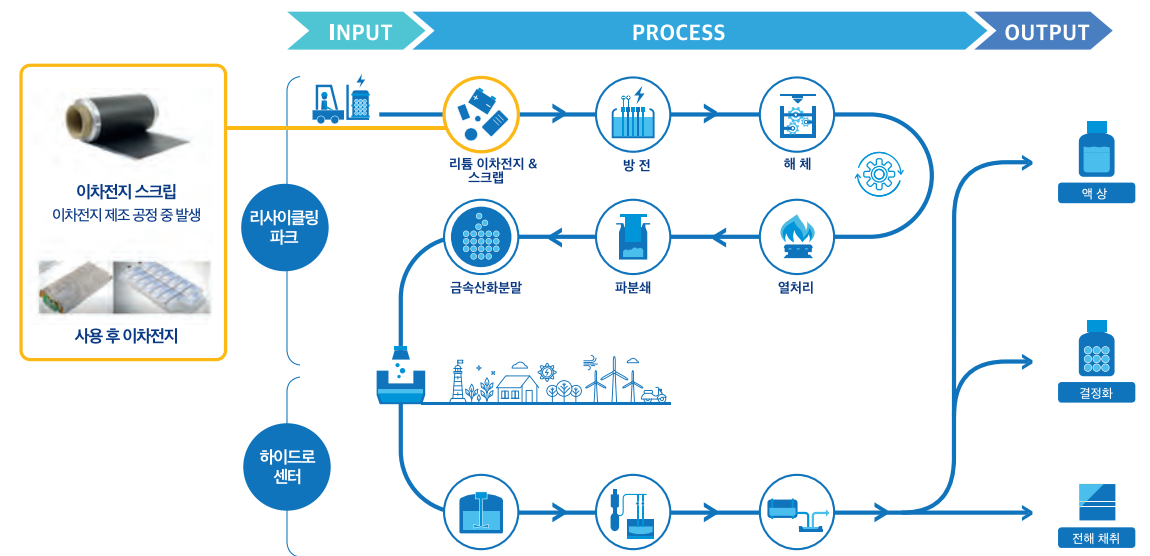 INPUT
PROCESS
OUTPUT
이차전지 스크립
이차전지 제조 공정 중 발생
사용 후 이차전지
리사이클링
파크
리튬 이차전지 &
스크랩
방 전
해 체
금속산화분말
파분쇄
열처리
하이드로
센터
액 상
결정화
전해 채취